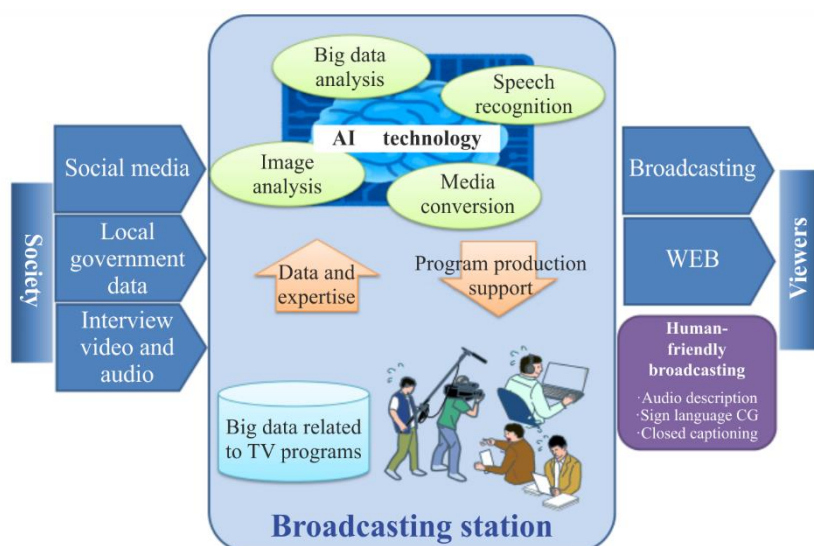 Society
Social media
Local
government
data
Interview
video and
audio
Big data
analysis
Speech
recognition
AI technology
Image
analysis
Media
conversion
Data and
expertise
Program production
support
Big data related
to TV programs
Broadcasting station
Broadcasting
WEB
Human-
friendly
broadcasting
·Audio description
·Sign language CG
·Closed captioning
Viewers